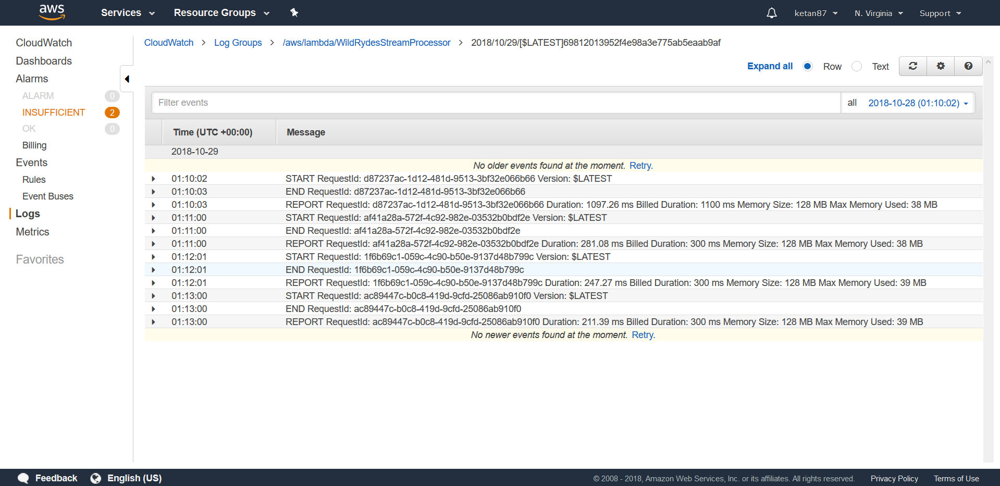 aws Services Resource Groups ketan87 N. Virginia Support
CloudWatch
Dashboards
Alarms
ALARM 0
INSUFFICIENT 2
OK 0
Billing
Events
Rules
Event Buses
Logs
Metrics
Favorites
CloudWatch > Log Groups > /aws/lambda/WildRydesStreamProcessor > 2018/10/29/[$LATEST]69812013952f4e98a3e775ab5eaab9af
Expand all Row Text
Filter events all 2018-10-28 (01:10:02)
Time (UTC +00:00) Message
2018-10-29
No older events found at the moment. Retry.
01:10:02 START RequestId: d87237ac-1d12-481d-9513-3bf32e066b66 Version: $LATEST
01:10:03 END RequestId: d87237ac-1d12-481d-9513-3bf32e066b66
01:10:03 REPORT RequestId: d87237ac-1d12-481d-9513-3bf32e066b66 Duration: 1097.26 ms Billed Duration: 1100 ms Memory Size: 128 MB Max Memory Used: 38 MB
01:11:00 START RequestId: af41a28a-572f-4c92-982e-03532b0bdf2e Version: $LATEST
01:11:00 END RequestId: af41a28a-572f-4c92-982e-03532b0bdf2e
01:11:00 REPORT RequestId: af41a28a-572f-4c92-982e-03532b0bdf2e Duration: 281.08 ms Billed Duration: 300 ms Memory Size: 128 MB Max Memory Used: 38 MB
01:12:01 START RequestId: 1f6b69c1-059c-4c90-b50e-9137d48b799c Version: $LATEST
01:12:01 END RequestId: 1f6b69c1-059c-4c90-b50e-9137d48b799c
01:12:01 REPORT RequestId: 1f6b69c1-059c-4c90-b50e-9137d48b799c Duration: 247.27 ms Billed Duration: 300 ms Memory Size: 128 MB Max Memory Used: 39 MB
01:13:00 START RequestId: ac89447c-b0c8-419d-9cfd-25086ab910f0 Version: $LATEST
01:13:00 END RequestId: ac89447c-b0c8-419d-9cfd-25086ab910f0
01:13:00 REPORT RequestId: ac89447c-b0c8-419d-9cfd-25086ab910f0 Duration: 211.39 ms Billed Duration: 300 ms Memory Size: 128 MB Max Memory Used: 39 MB
No newer events found at the moment. Retry.
Feedback English (US) © 2008 - 2018, Amazon Web Services, Inc. or its affiliates. All rights reserved. Privacy Policy Terms of Use